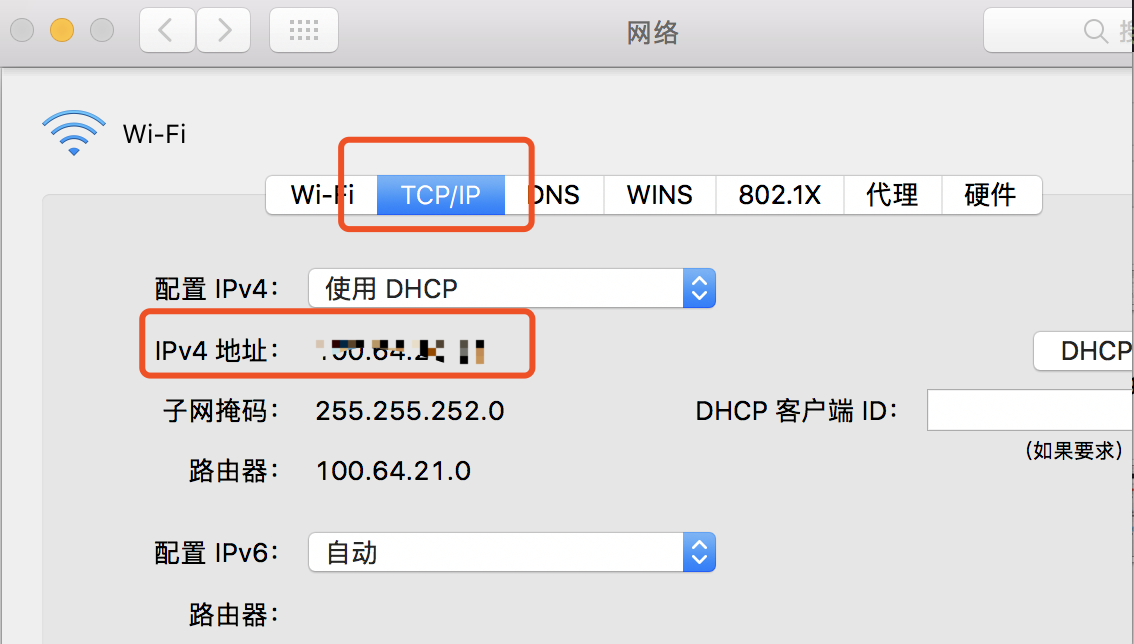 网络
Wi-Fi
Wi-Fi TCP/IP DNS WINS 802.1X 代理 硬件
配置 IPv4： 使用 DHCP
IPv4 地址：
DHCP
子网掩码： 255.255.252.0 DHCP 客户端 ID：
(如果要求)
路由器： 100.64.21.0
配置 IPv6： 自动
路由器：